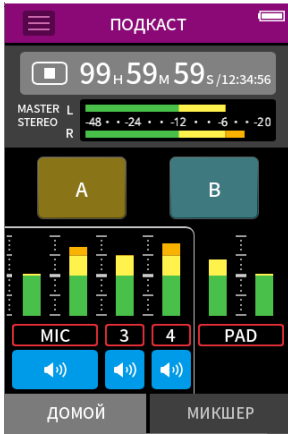 ПОДКАСТ
99H59M59S/12:34:56
MASTER L
STEREO
-48 · · -24 · · -12 · · -6 · · -20
R
A B
MIC 3 4 PAD
ДОМОЙ МИКШЕР